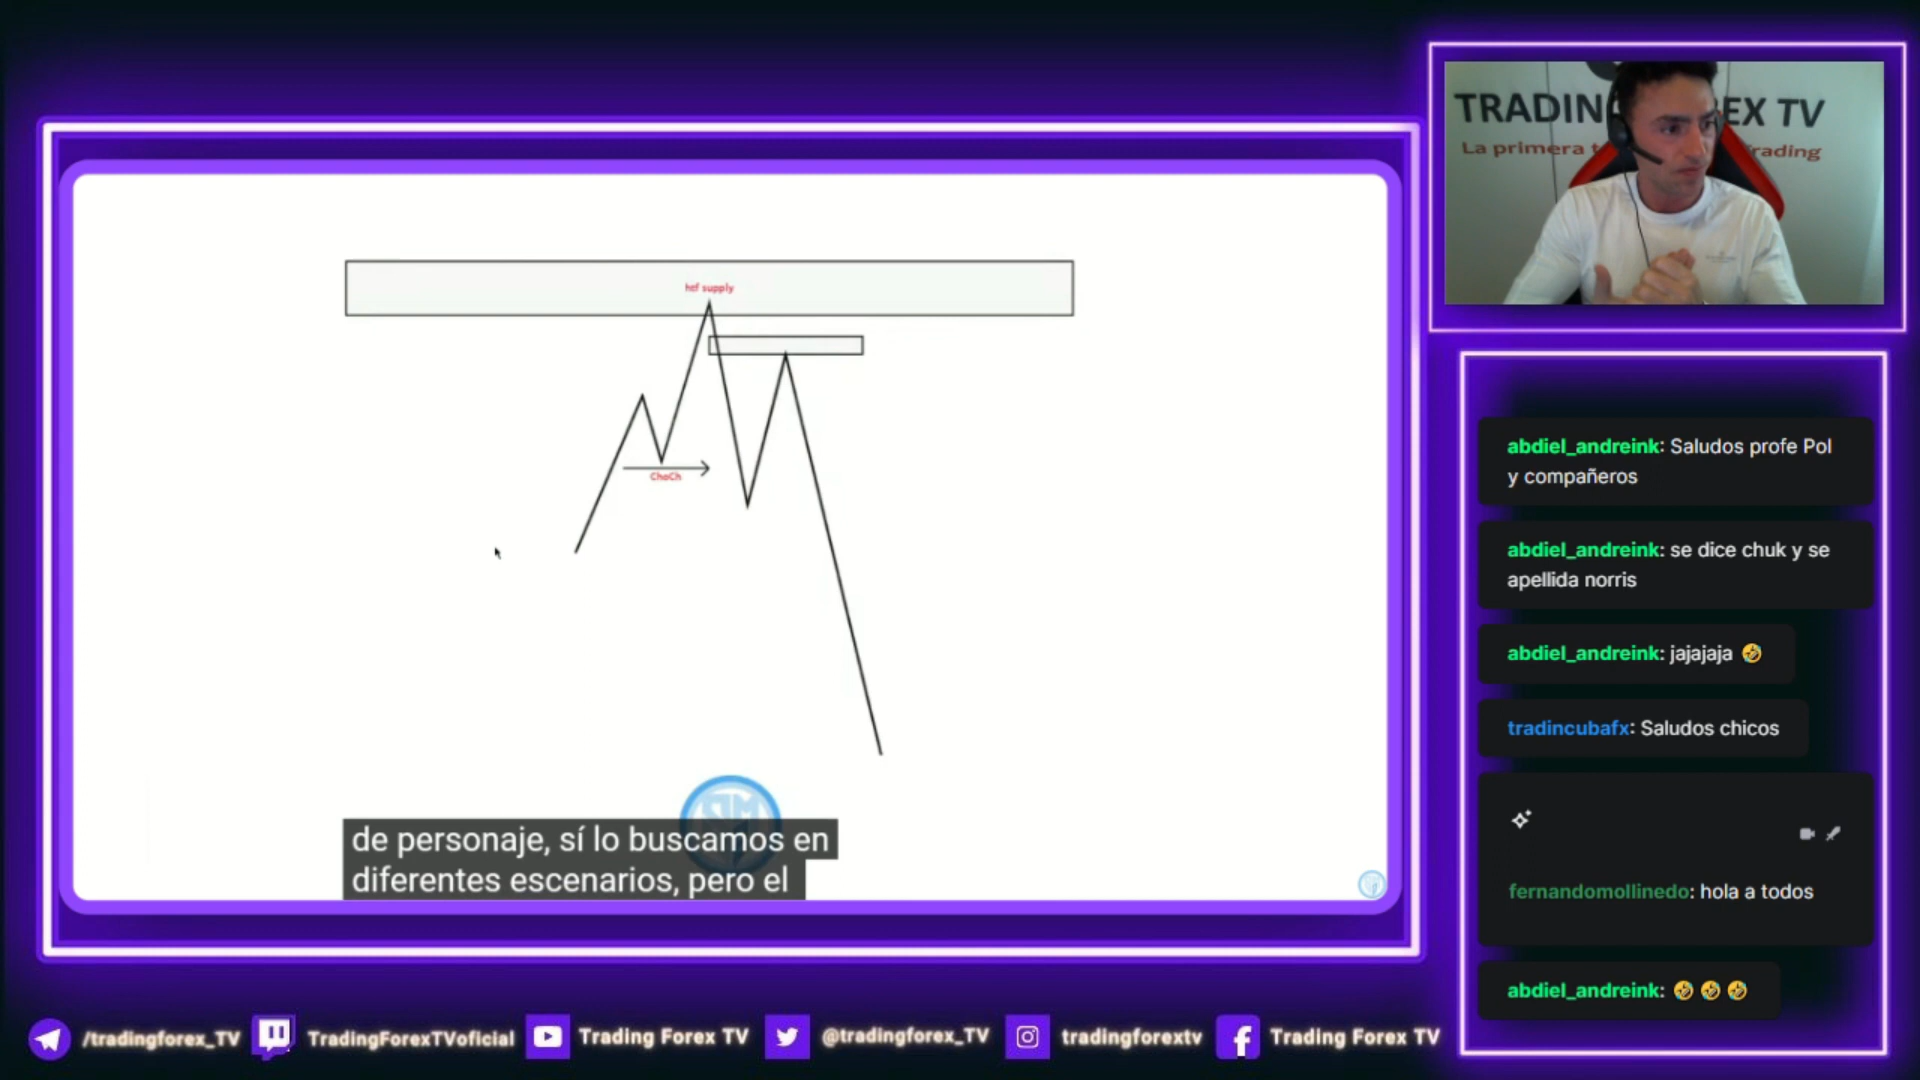 TRADIN
EX TV
La primera t
rading
htf supply
ChoCh
de personaje, sí lo buscamos en
diferentes escenarios, pero el
abdiel_andreink: Saludos profe Pol
y compañeros
abdiel_andreink: se dice chuk y se
apellida norris
abdiel_andreink: jajajaja 🤣
tradincubafx: Saludos chicos
fernandomollinedo: hola a todos
abdiel_andreink: 🤣 🤣 🤣
/tradingforex_TV
TradingForexTVoficial
Trading Forex TV
@tradingforex_TV
tradingforextv
Trading Forex TV